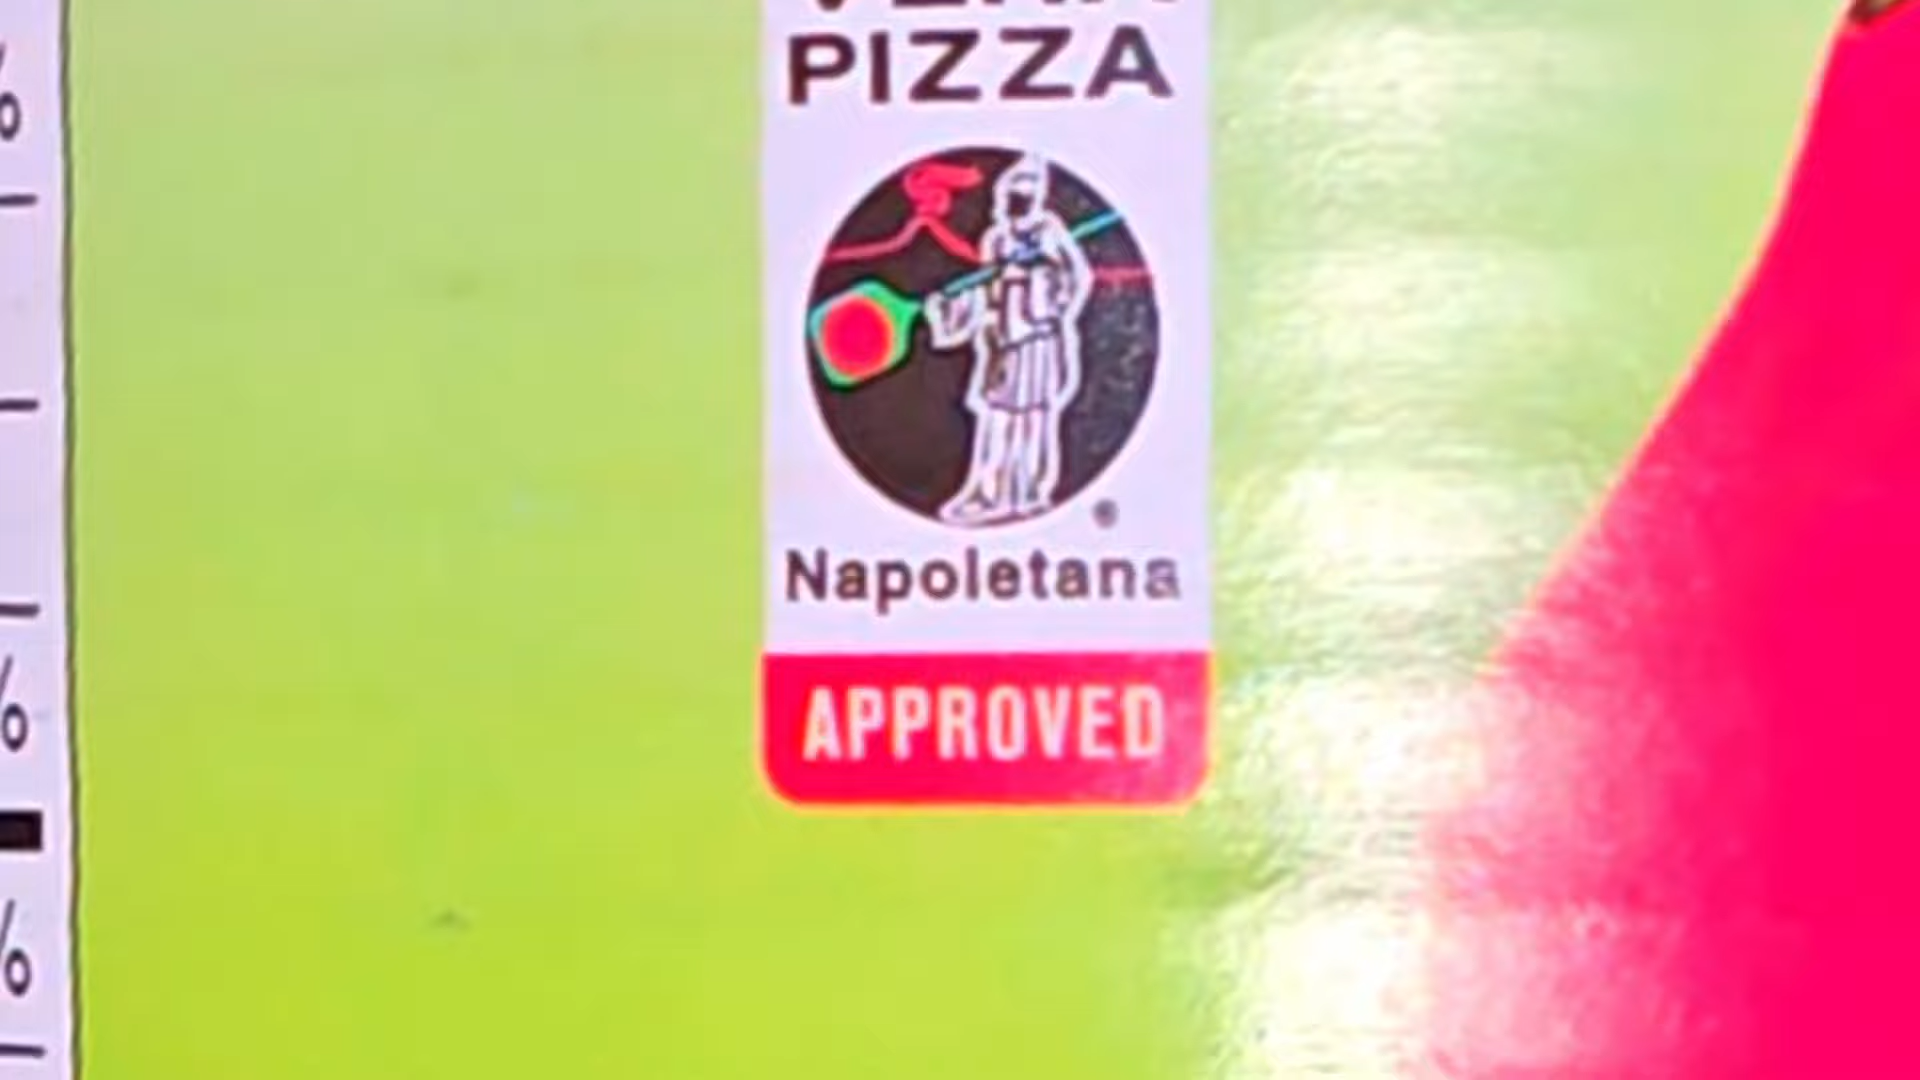 PIZZA
®
Napoletana
APPROVED
%
%
%